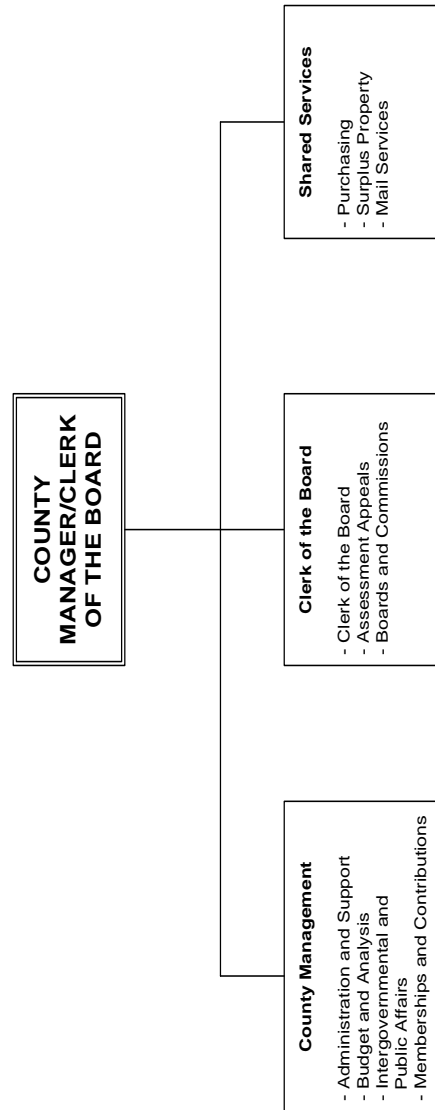 COUNTY
MANAGER/CLERK
OF THE BOARD
County Management
- Administration and Support
- Budget and Analysis
- Intergovernmental and
Public Affairs
- Memberships and Contributions
Clerk of the Board
- Clerk of the Board
- Assessment Appeals
- Boards and Commissions
Shared Services
- Purchasing
- Surplus Property
- Mail Services